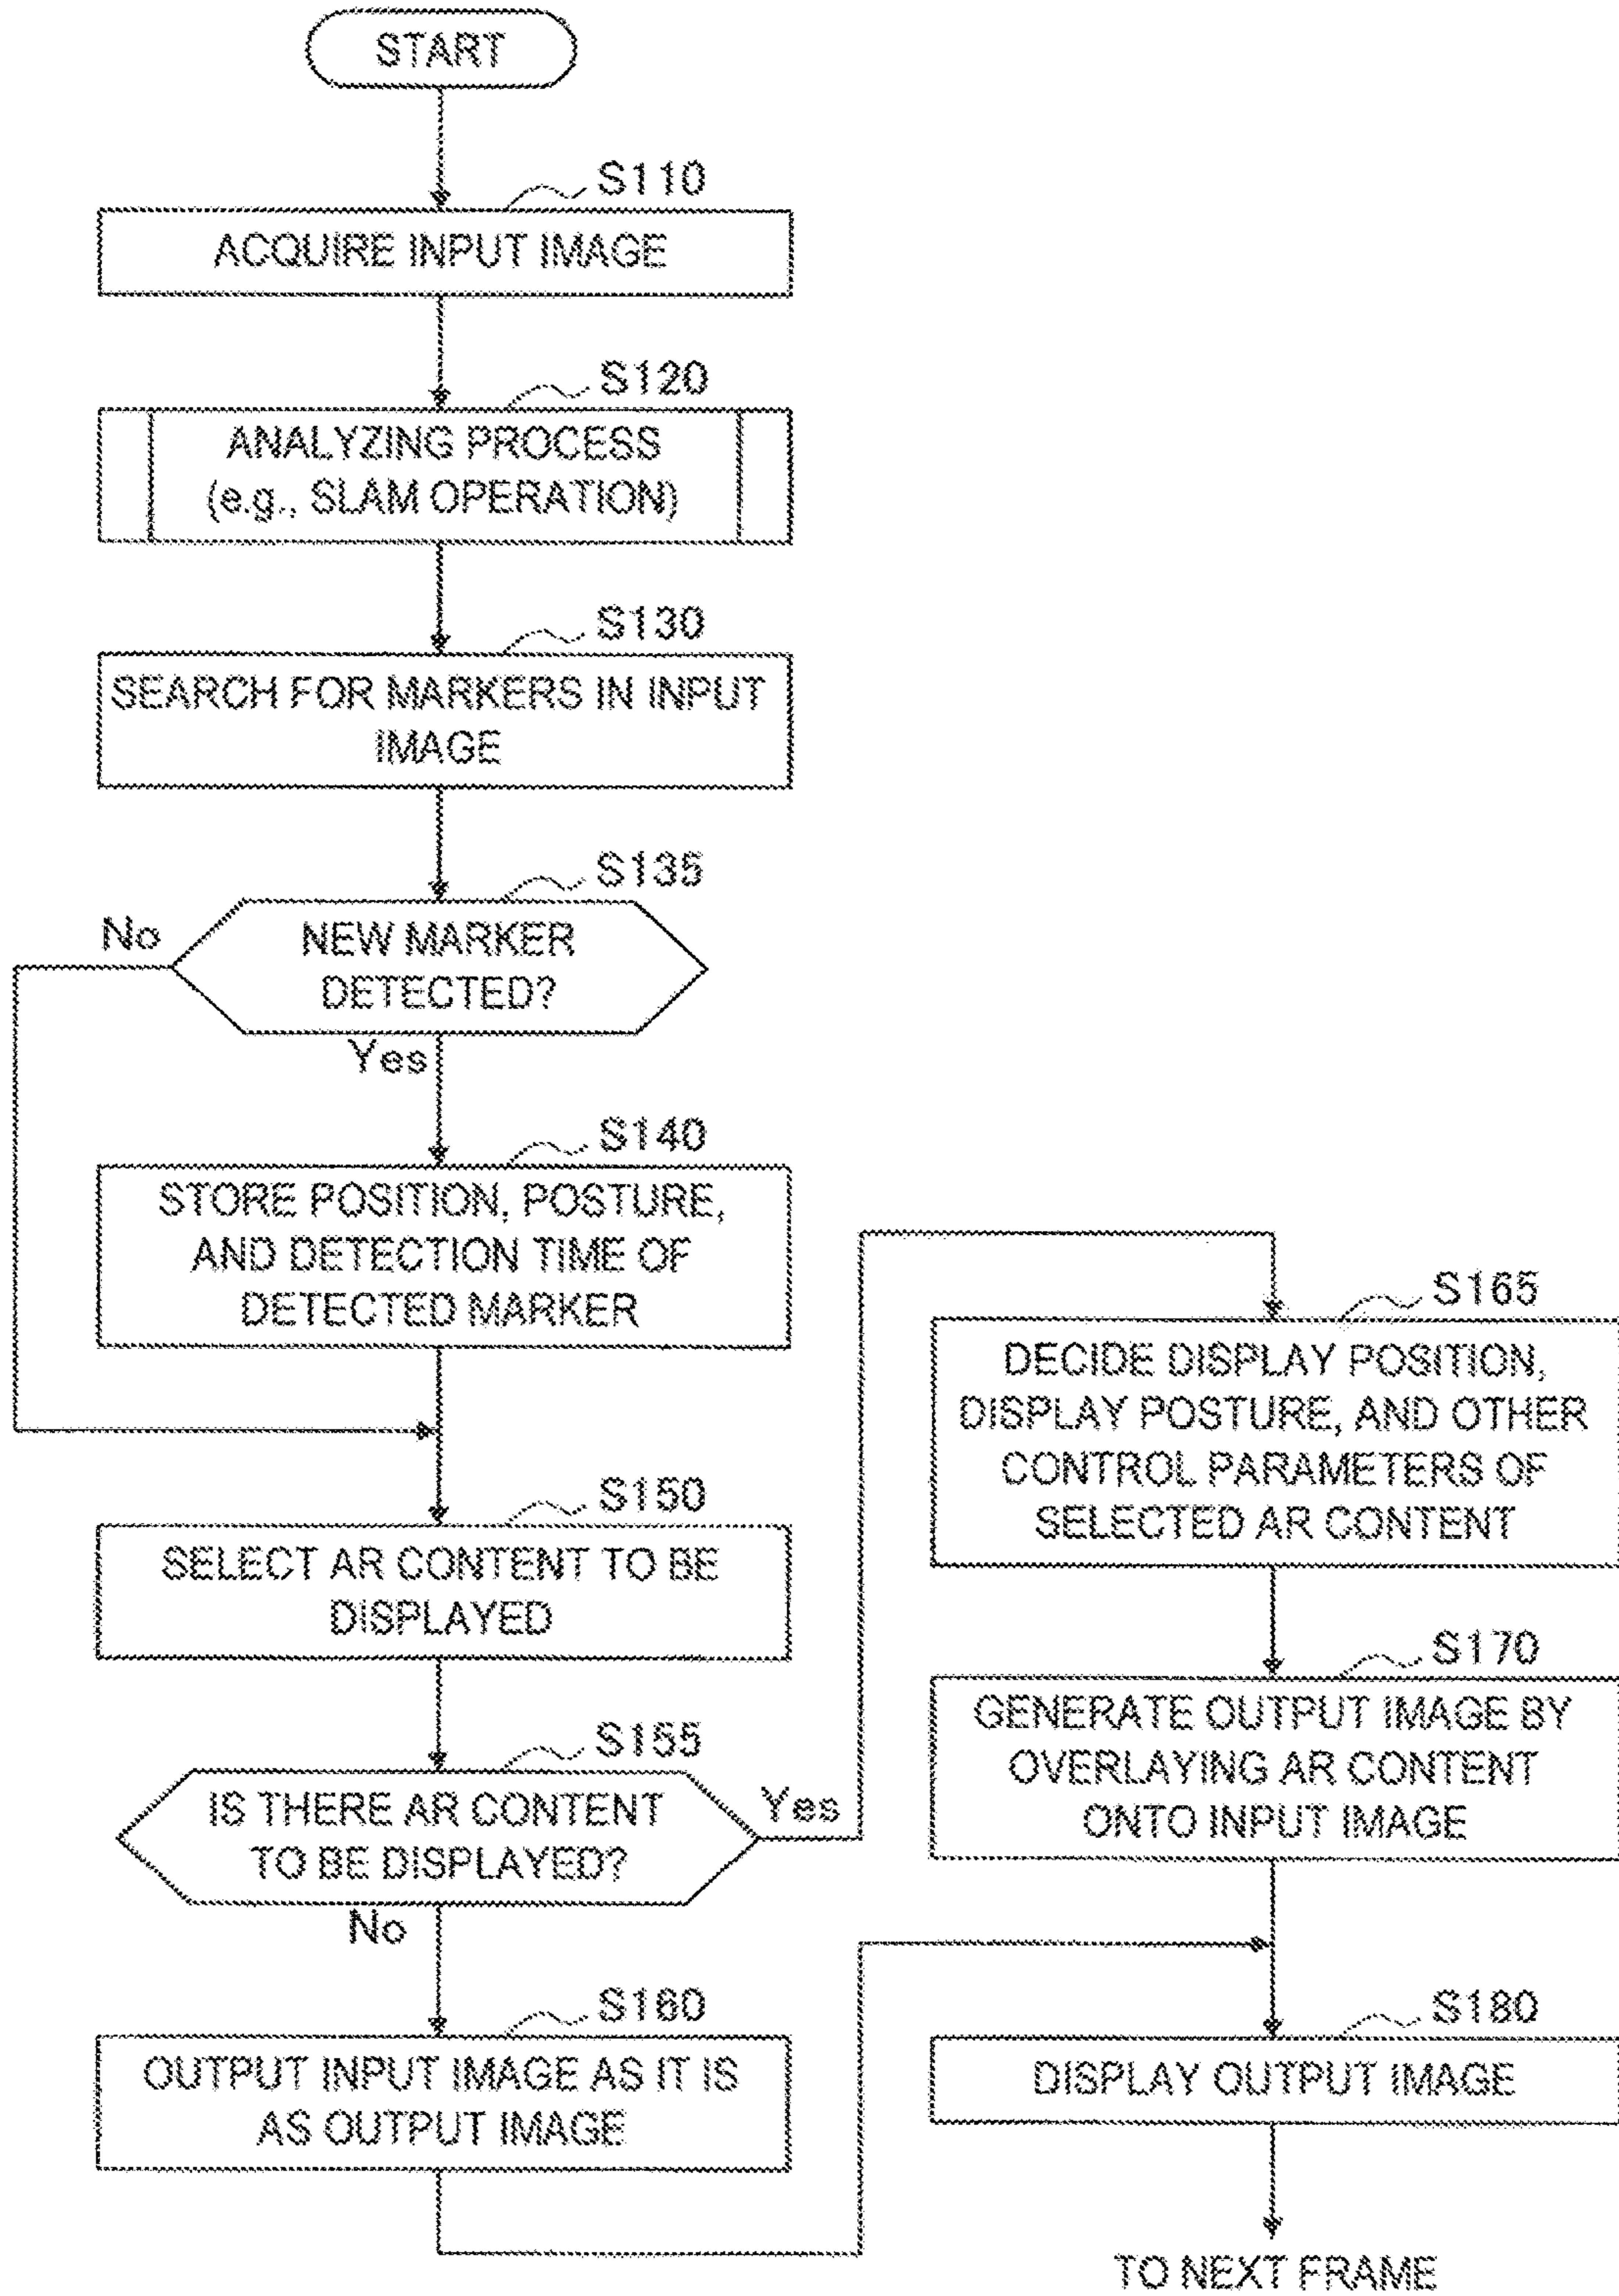 START
S110
ACQUIRE INPUT IMAGE
S120
ANALYZING PROCESS
(e.g., SLAM OPERATION)
S130
SEARCH FOR MARKERS IN INPUT
IMAGE
S135
NEW MARKER
DETECTED?
No
Yes
S140
STORE POSITION, POSTURE,
AND DETECTION TIME OF
DETECTED MARKER
S150
SELECT AR CONTENT TO BE
DISPLAYED
S155
IS THERE AR CONTENT
TO BE DISPLAYED?
Yes
No
S160
OUTPUT INPUT IMAGE AS IT IS
AS OUTPUT IMAGE
S165
DECIDE DISPLAY POSITION,
DISPLAY POSTURE, AND OTHER
CONTROL PARAMETERS OF
SELECTED AR CONTENT
S170
GENERATE OUTPUT IMAGE BY
OVERLAYING AR CONTENT
ONTO INPUT IMAGE
S180
DISPLAY OUTPUT IMAGE
TO NEXT FRAME